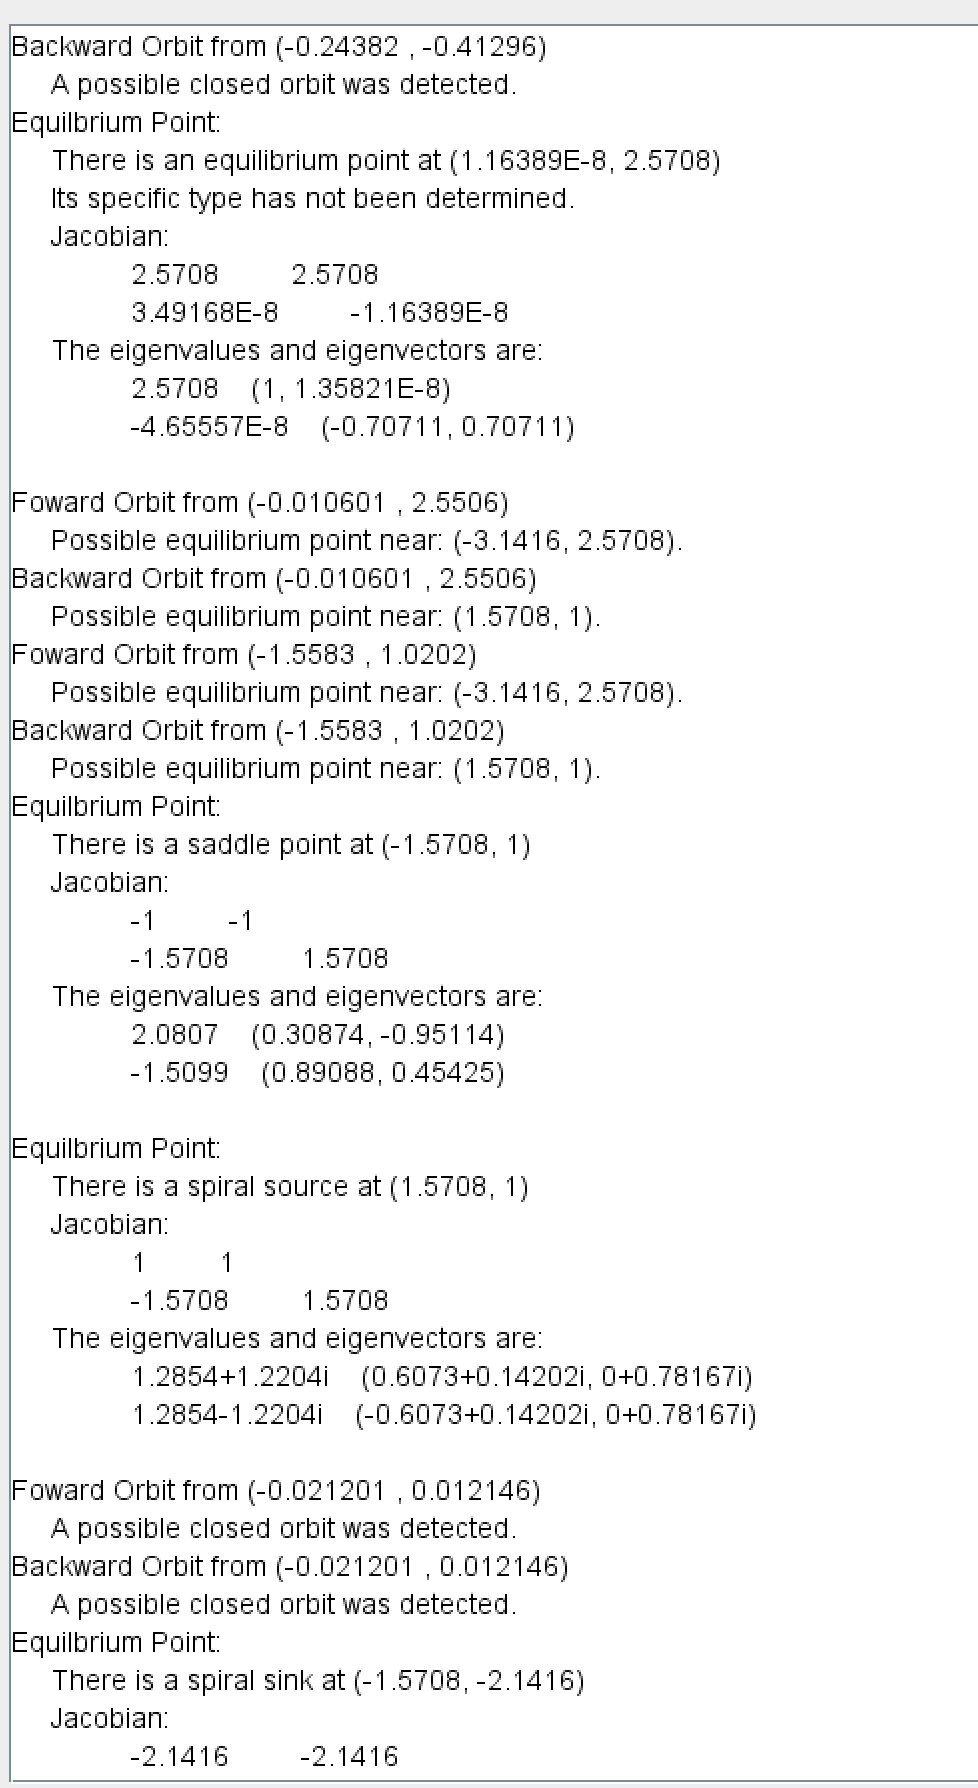 Backward Orbit from (-0.24382 , -0.41296)
A possible closed orbit was detected.
Equilbrium Point:
There is an equilibrium point at (1.16389E-8, 2.5708)
Its specific type has not been determined.
Jacobian:
2.5708 2.5708
3.49168E-8 -1.16389E-8
The eigenvalues and eigenvectors are:
2.5708 (1, 1.35821E-8)
-4.65557E-8 (-0.70711, 0.70711)
Foward Orbit from (-0.010601 , 2.5506)
Possible equilibrium point near: (-3.1416, 2.5708).
Backward Orbit from (-0.010601 , 2.5506)
Possible equilibrium point near: (1.5708, 1).
Foward Orbit from (-1.5583 , 1.0202)
Possible equilibrium point near: (-3.1416, 2.5708).
Backward Orbit from (-1.5583 , 1.0202)
Possible equilibrium point near: (1.5708, 1).
Equilbrium Point:
There is a saddle point at (-1.5708, 1)
Jacobian:
-1 -1
-1.5708 1.5708
The eigenvalues and eigenvectors are:
2.0807 (0.30874, -0.95114)
-1.5099 (0.89088, 0.45425)
Equilbrium Point:
There is a spiral source at (1.5708, 1)
Jacobian:
1 1
-1.5708 1.5708
The eigenvalues and eigenvectors are:
1.2854+1.2204i (0.6073+0.14202i, 0+0.78167i)
1.2854-1.2204i (-0.6073+0.14202i, 0+0.78167i)
Foward Orbit from (-0.021201 , 0.012146)
A possible closed orbit was detected.
Backward Orbit from (-0.021201 , 0.012146)
A possible closed orbit was detected.
Equilbrium Point:
There is a spiral sink at (-1.5708, -2.1416)
Jacobian:
-2.1416 -2.1416